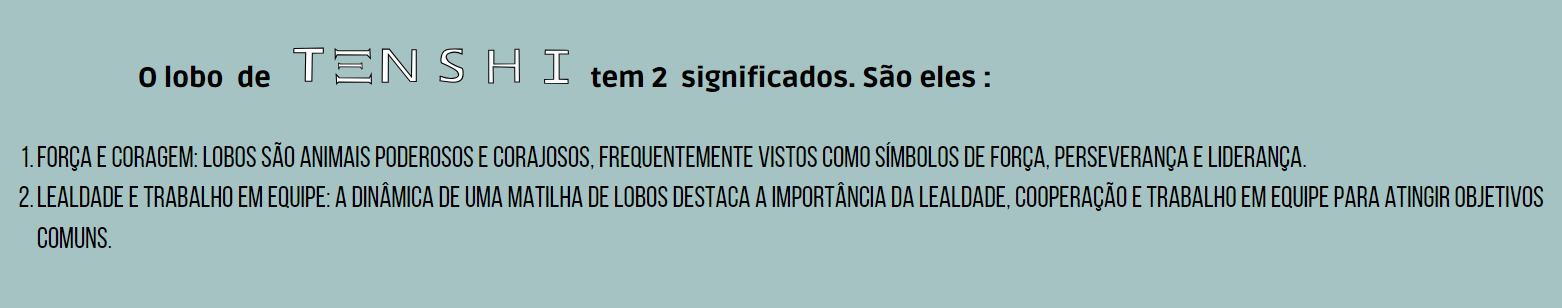 O lobo de TENSHI tem 2 significados. São eles :
1. FORÇA E CORAGEM: LOBOS SÃO ANIMAIS PODEROSOS E CORAJOSOS, FREQUENTEMENTE VISTOS COMO SÍMBOLOS DE FORÇA, PERSEVERANÇA E LIDERANÇA.
2. LEALDADE E TRABALHO EM EQUIPE: A DINÂMICA DE UMA MATILHA DE LOBOS DESTACA A IMPORTÂNCIA DA LEALDADE, COOPERAÇÃO E TRABALHO EM EQUIPE PARA ATINGIR OBJETIVOS
COMUNS.